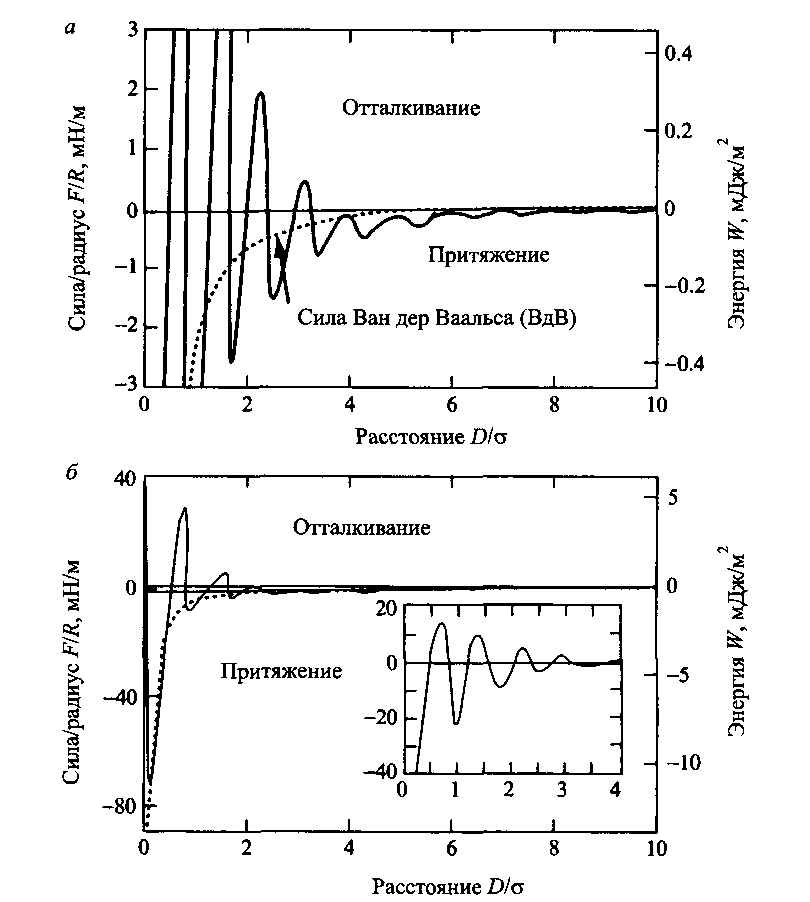 а
3
2
1
0
−1
−2
−3
Сила/радиус F/R, мН/м
Отталкивание
Притяжение
Сила Ван дер Ваальса (ВдВ)
0.4
0.2
0
−0.2
−0.4
Энергия W, мДж/м²
0 2 4 6 8 10
Расстояние D/σ
б
40
0
−40
−80
Сила/радиус F/R, мН/м
Отталкивание
Притяжение
20
0
−20
−40
0 1 2 3 4
5
0
−5
−10
Энергия W, мДж/м²
0 2 4 6 8 10
Расстояние D/σ